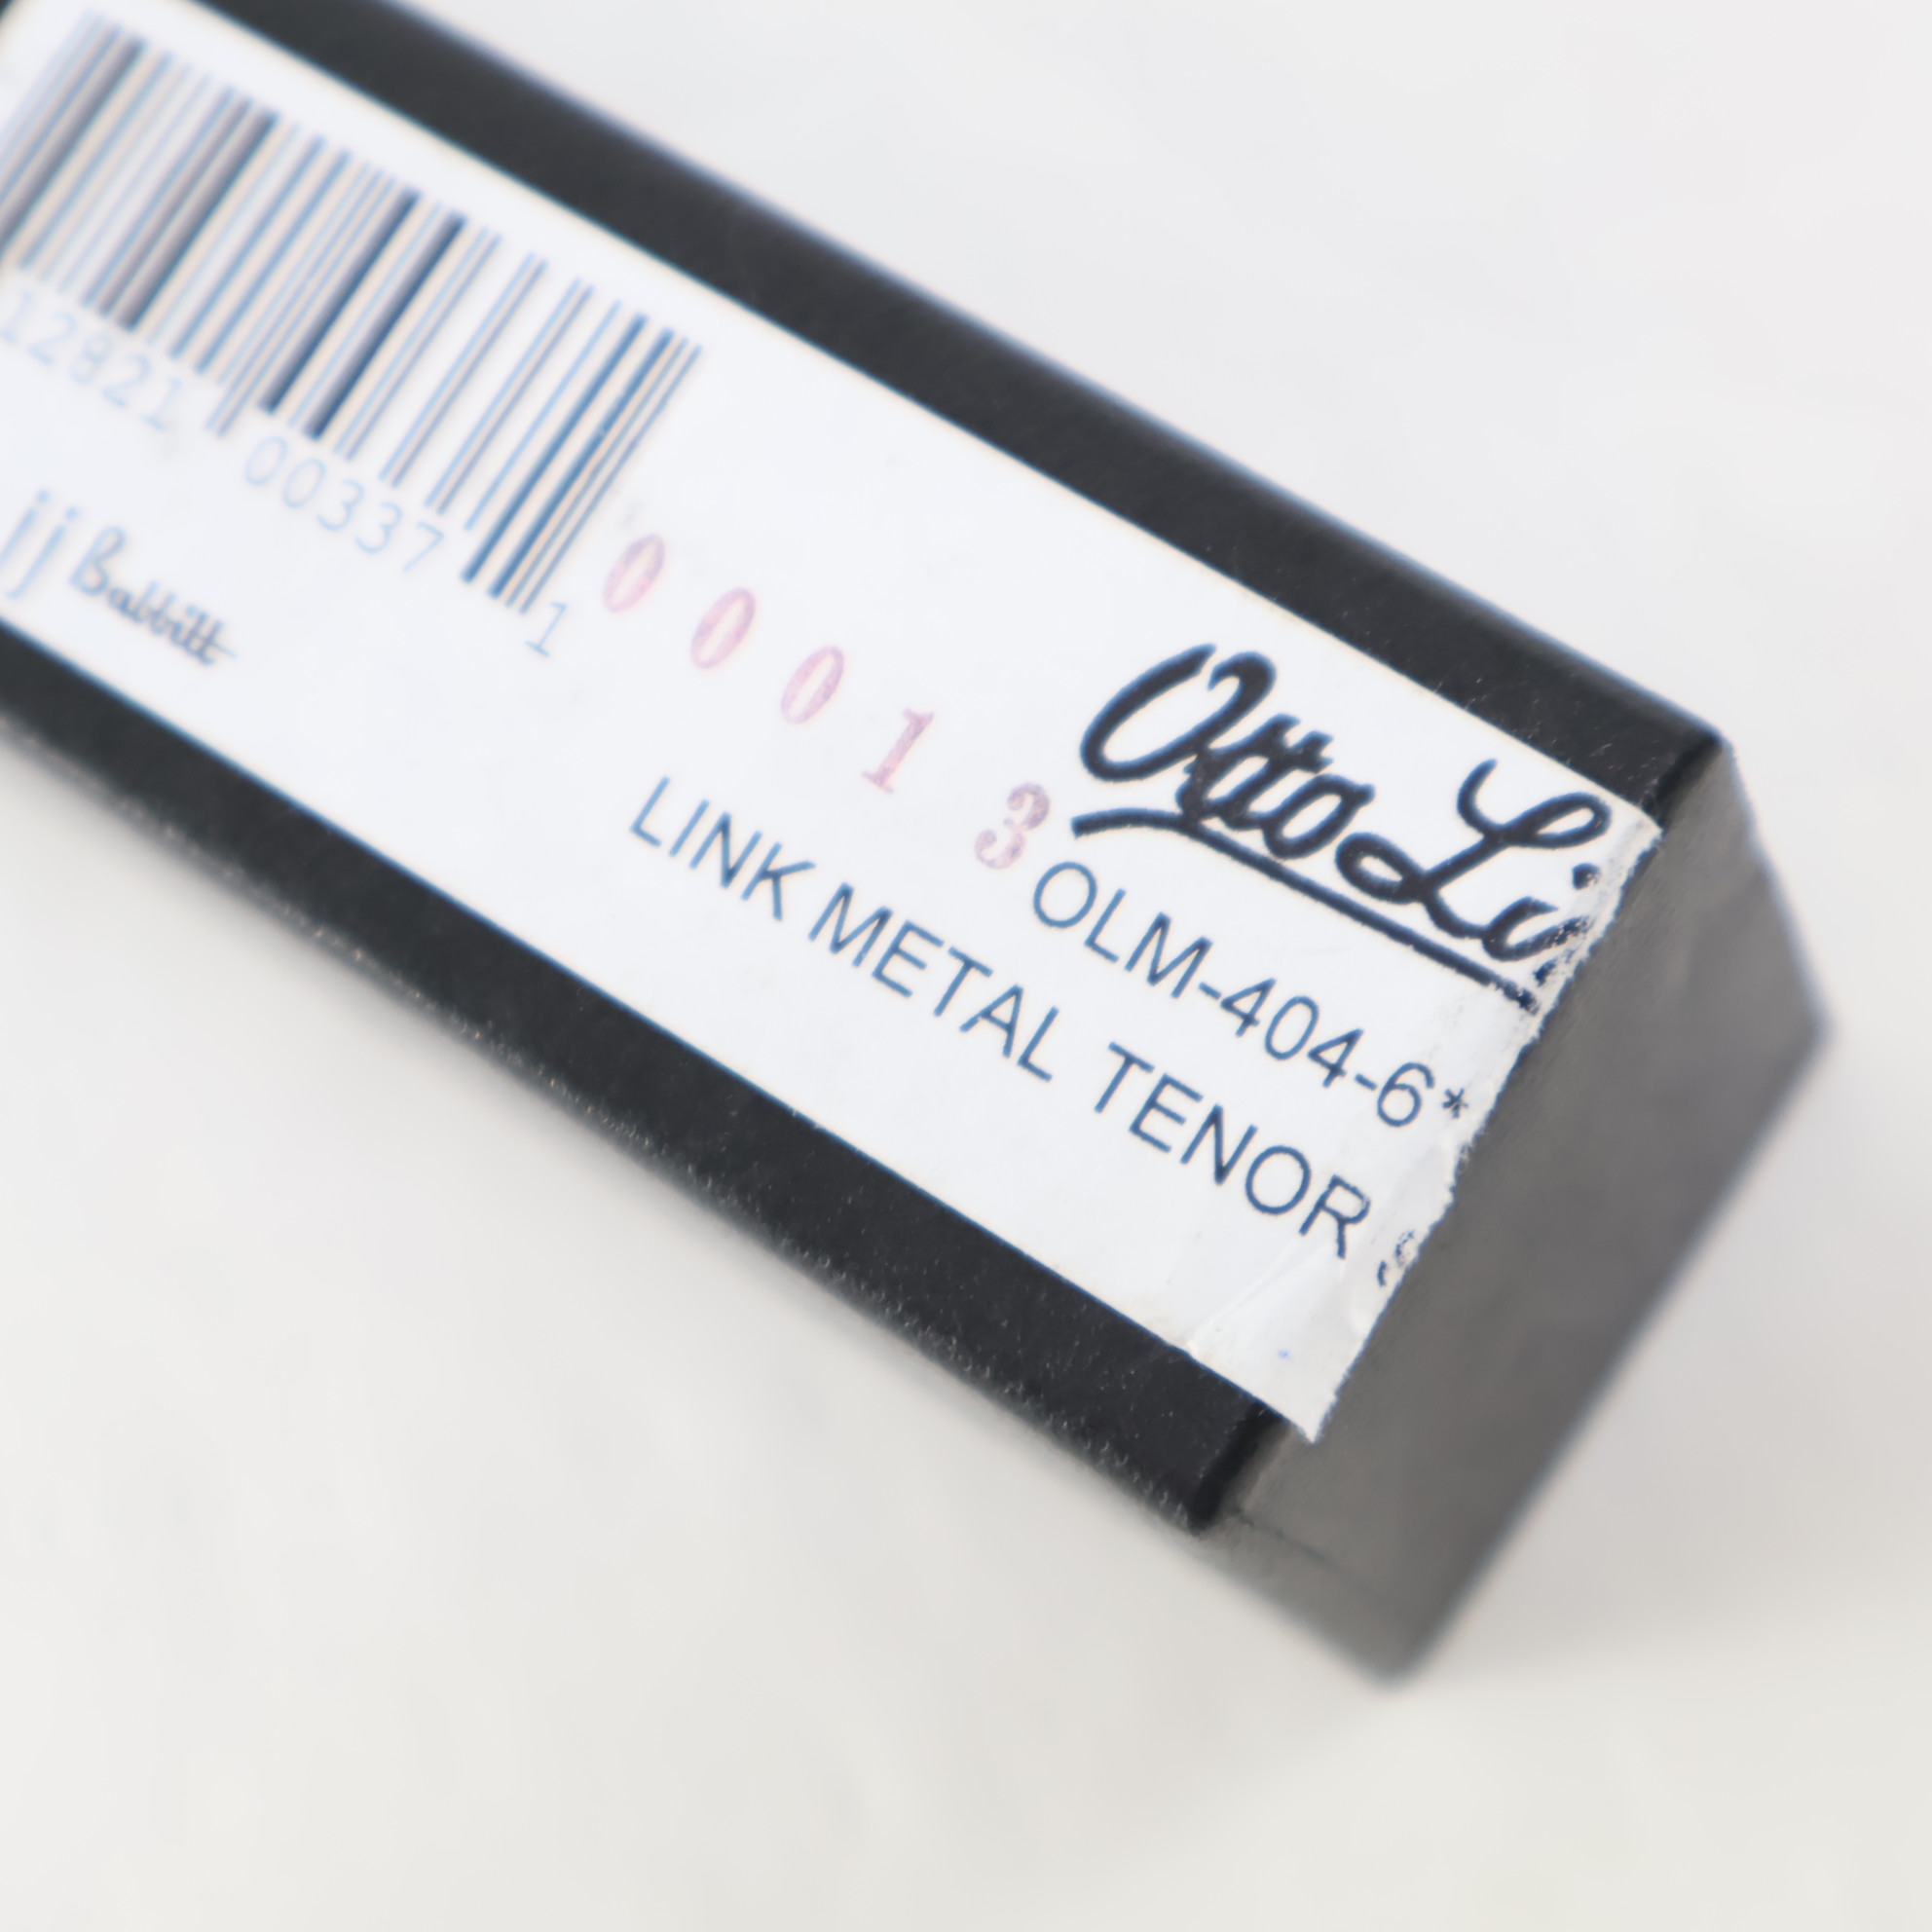 12821 00337 1
jj Babbitt
00013
Otto Li
OLM-404-6*
LINK METAL TENOR S